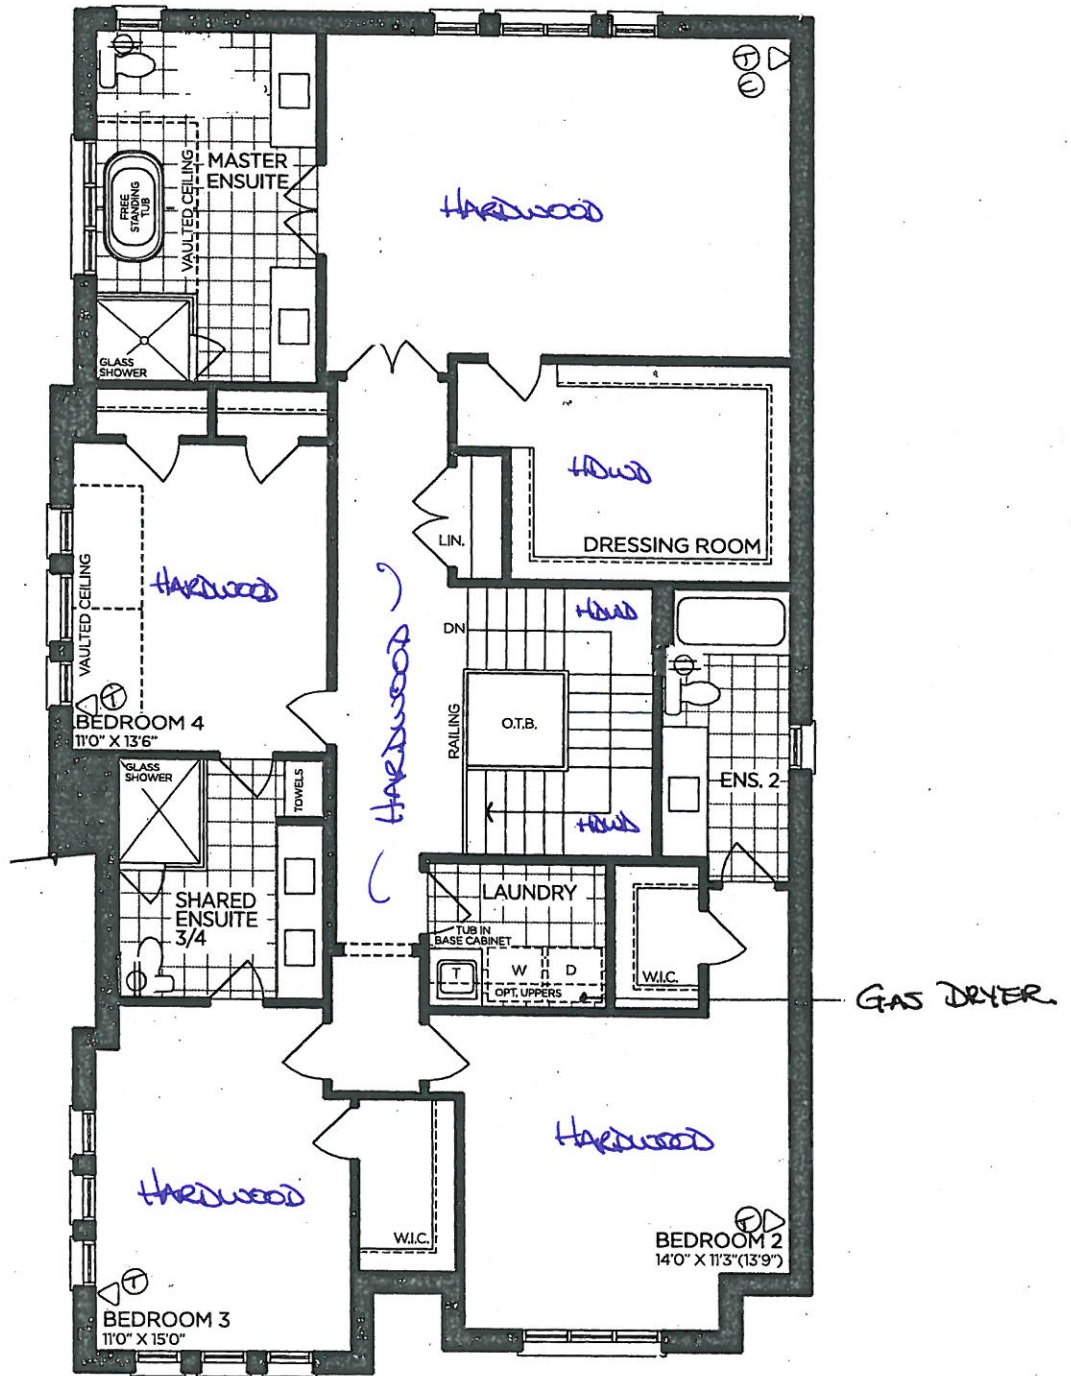 T
E
MASTER
ENSUITE
VAULTED CEILING
FREE
STANDING
TUB
HARDWOOD
GLASS
SHOWER
HDWD
LIN.
DRESSING ROOM
VAULTED CEILING
HARDWOOD
HARDWOOD
HDWD
DN
RAILING
O.T.B.
T
BEDROOM 4
11'0" X 13'6"
GLASS
SHOWER
TOWELS
ENS. 2
HDWD
LAUNDRY
SHARED
ENSUITE
3/4
TUB IN
BASE CABINET
T
W
D
OPT. UPPERS
W.I.C.
GAS DRYER.
HARDWOOD
HARDWOOD
W.I.C.
T
BEDROOM 2
14'0" X 11'3"(13'9")
T
BEDROOM 3
11'0" X 15'0"